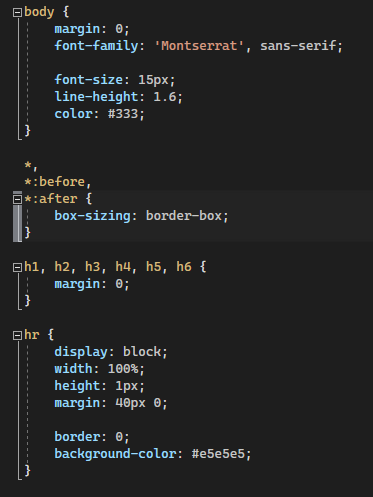 body {
    margin: 0;
    font-family: 'Montserrat', sans-serif;

    font-size: 15px;
    line-height: 1.6;
    color: #333;
}

*,
*:before,
*:after {
    box-sizing: border-box;
}

h1, h2, h3, h4, h5, h6 {
    margin: 0;
}

hr {
    display: block;
    width: 100%;
    height: 1px;
    margin: 40px 0;

    border: 0;
    background-color: #e5e5e5;
}